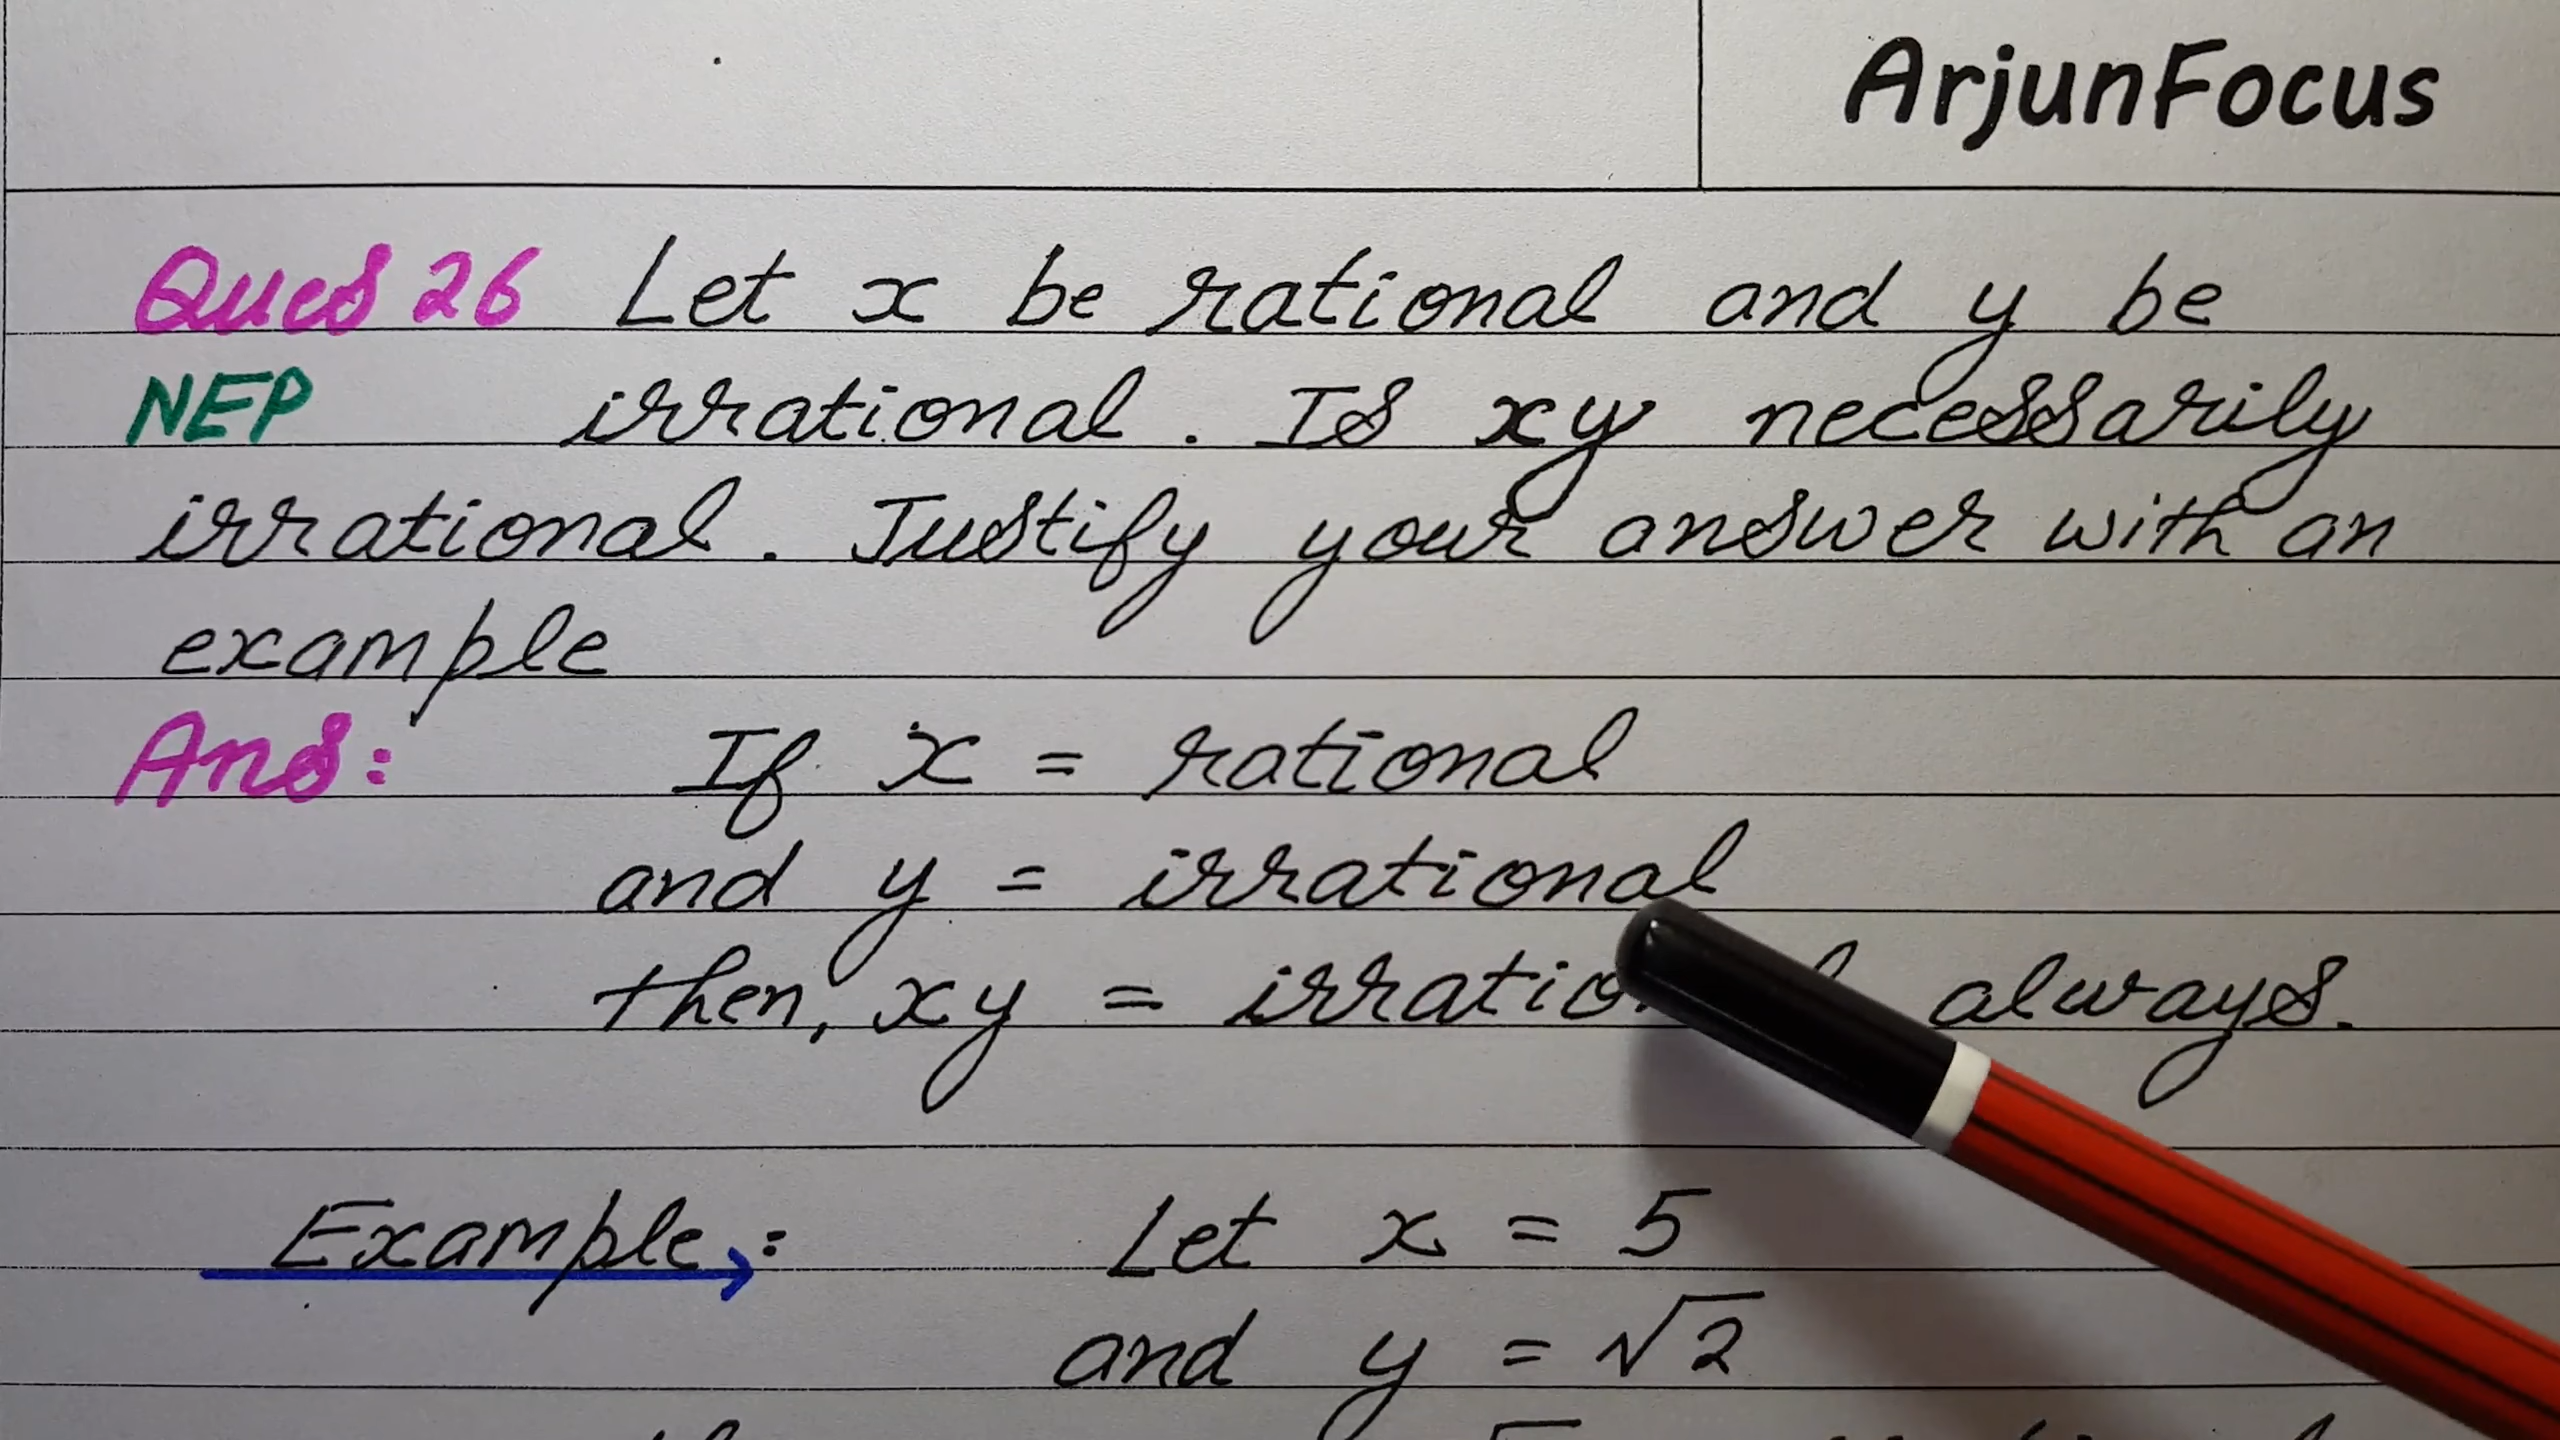 ArjunFocus
Ques 26 Let x be rational and y be
NEP irrational. Is xy necessarily
irrational. Justify your answer with an
example
Ans: If x = rational
and y = irrational
then, xy = always.
Example: Let x = 5
and y = √2